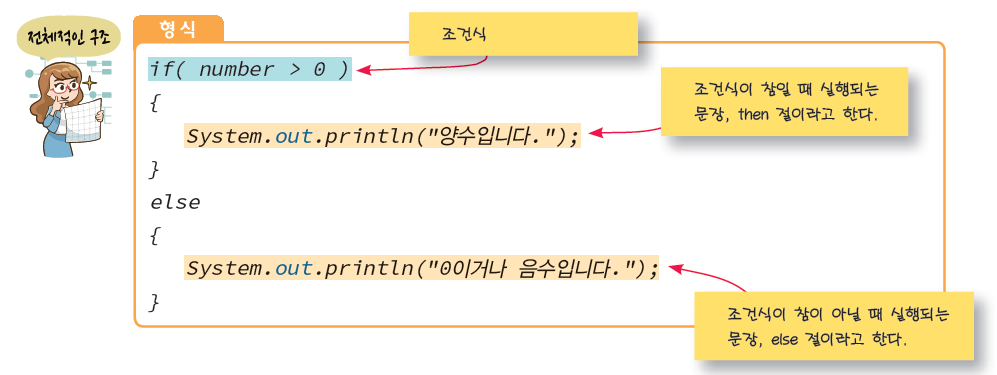 전체적인 구조
형식
조건식
if( number > 0 )
{
조건식이 참일 때 실행되는
문장, then 절이라고 한다.
System.out.println("양수입니다.");
}
else
{
System.out.println("0이거나 음수입니다.");
}
조건식이 참이 아닐 때 실행되는
문장, else 절이라고 한다.